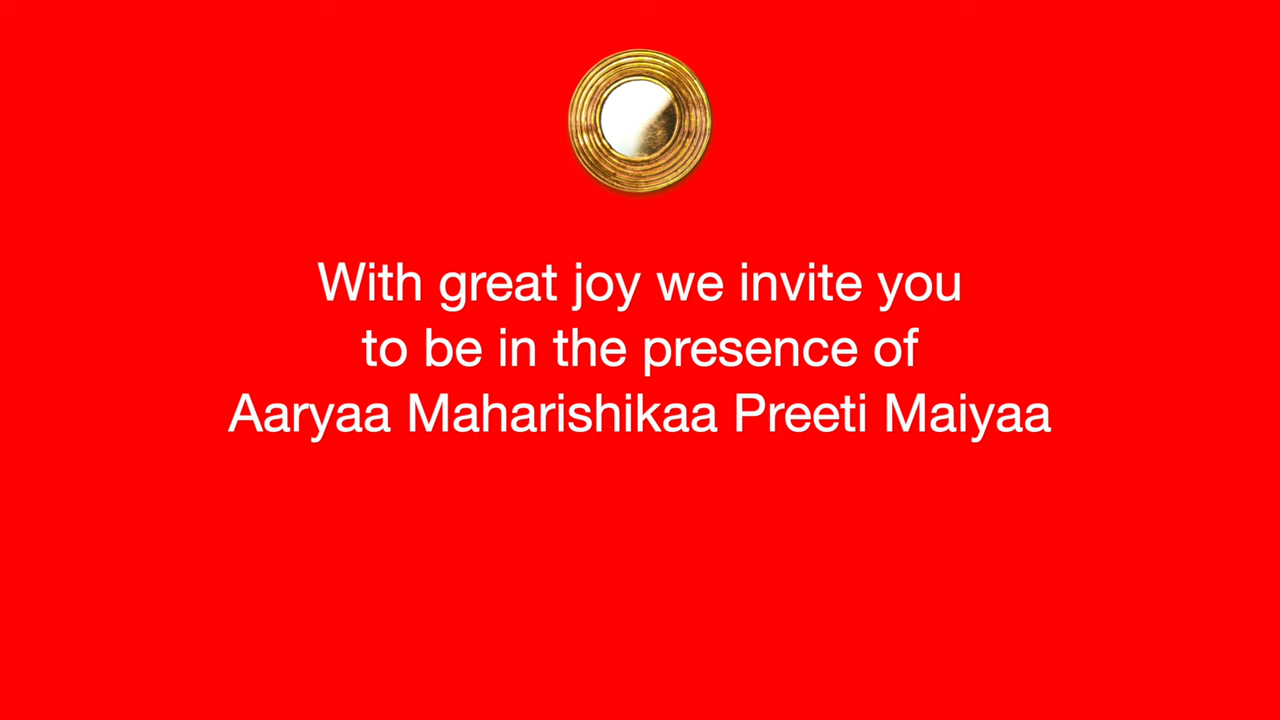 With great joy we invite you
to be in the presence of
Aaryaa Maharishikaa Preeti Maiyaa